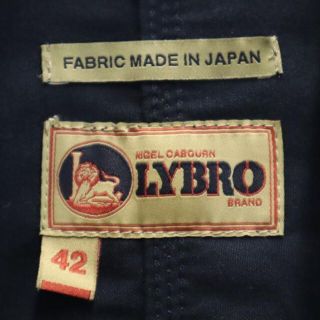 FABRIC MADE IN JAPAN
NIGEL CABOURN
LYBRO
BRAND
42